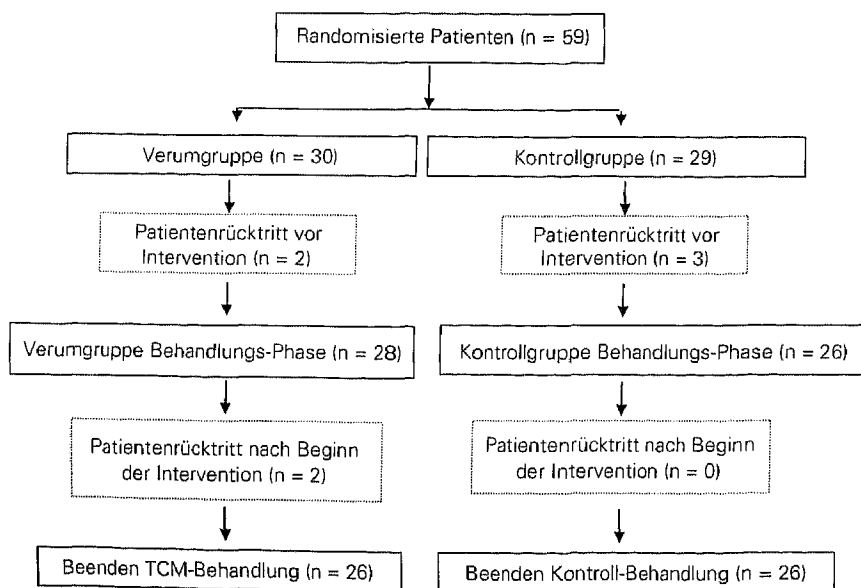 Randomisierte Patienten (n = 59)
Verumgruppe (n = 30)
Kontrollgruppe (n = 29)
Patientenrücktritt vor
Intervention (n = 2)
Patientenrücktritt vor
Intervention (n = 3)
Verumgruppe Behandlungs-Phase (n = 28)
Kontrollgruppe Behandlungs-Phase (n = 26)
Patientenrücktritt nach Beginn
der Intervention (n = 2)
Patientenrücktritt nach Beginn
der Intervention (n = 0)
Beenden TCM-Behandlung (n = 26)
Beenden Kontroll-Behandlung (n = 26)